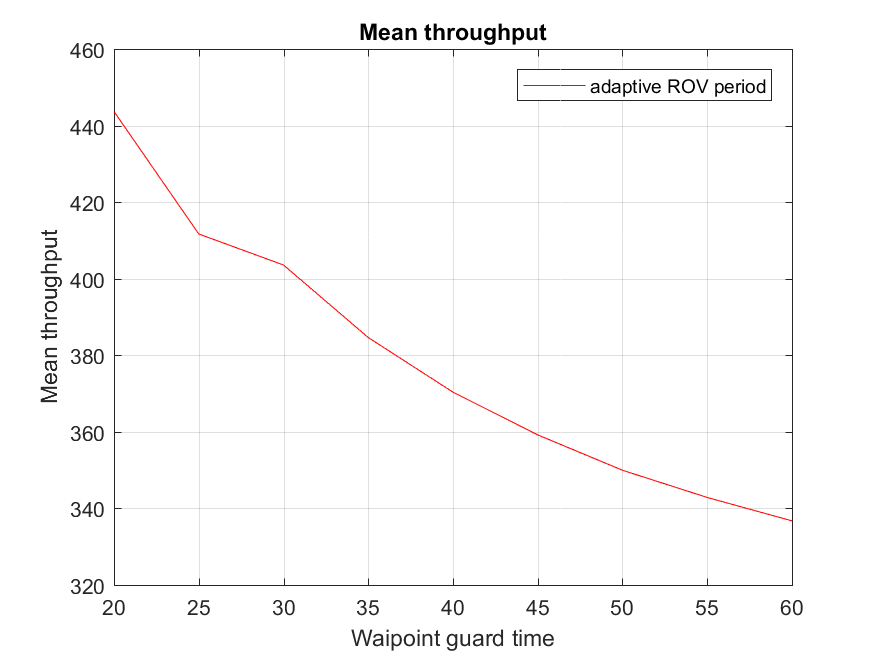 Mean throughput
adaptive ROV period
460
440
420
400
380
360
340
320
Mean throughput
20 25 30 35 40 45 50 55 60
Waipoint guard time